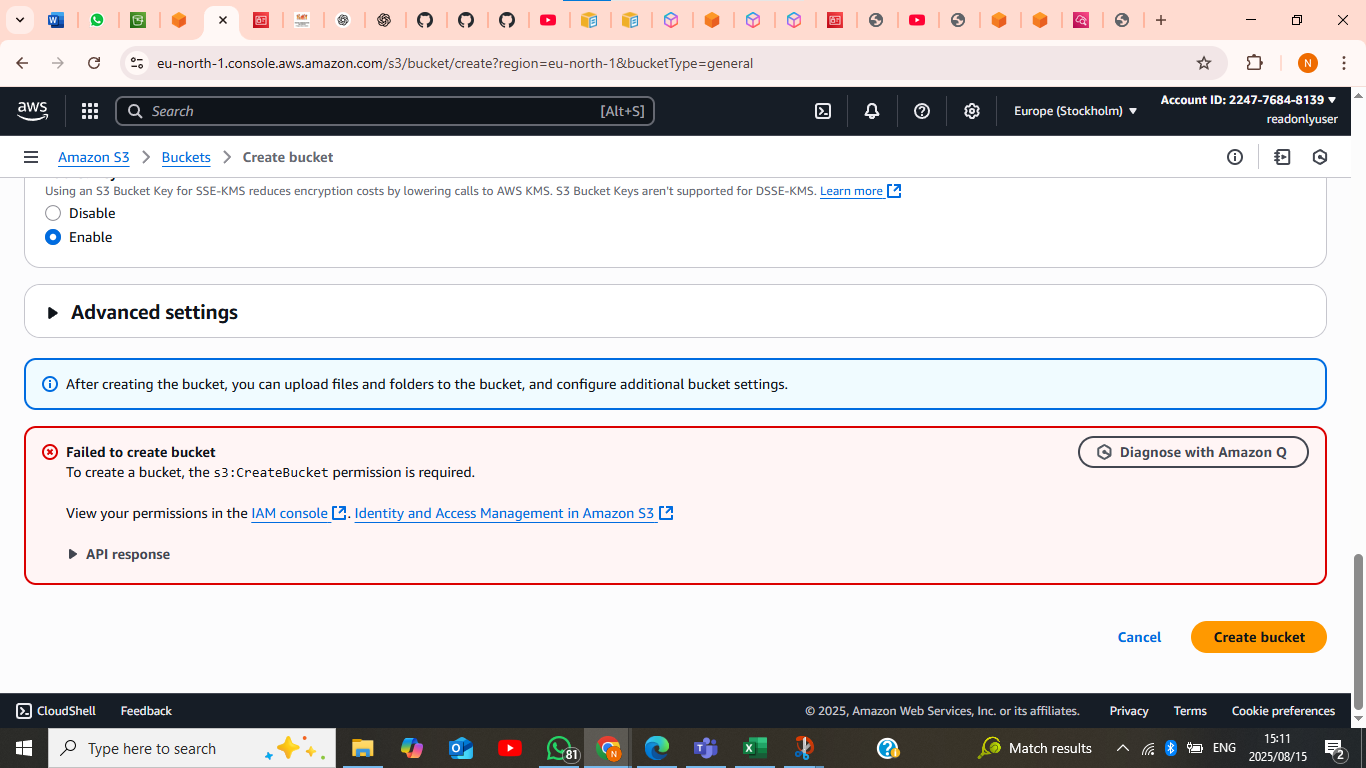 eu-north-1.console.aws.amazon.com/s3/bucket/create?region=eu-north-1&bucketType=general
N
aws
Search
[Alt+S]
Europe (Stockholm)
Account ID: 2247-7684-8139
readonlyuser
Amazon S3 > Buckets > Create bucket
Using an S3 Bucket Key for SSE-KMS reduces encryption costs by lowering calls to AWS KMS. S3 Bucket Keys aren't supported for DSSE-KMS. Learn more
Disable
Enable
Advanced settings
After creating the bucket, you can upload files and folders to the bucket, and configure additional bucket settings.
Failed to create bucket
Diagnose with Amazon Q
To create a bucket, the s3:CreateBucket permission is required.
View your permissions in the IAM console. Identity and Access Management in Amazon S3
API response
Cancel
Create bucket
CloudShell
Feedback
© 2025, Amazon Web Services, Inc. or its affiliates.
Privacy
Terms
Cookie preferences
Type here to search
81
N
Match results
ENG
15:11
2025/08/15
2